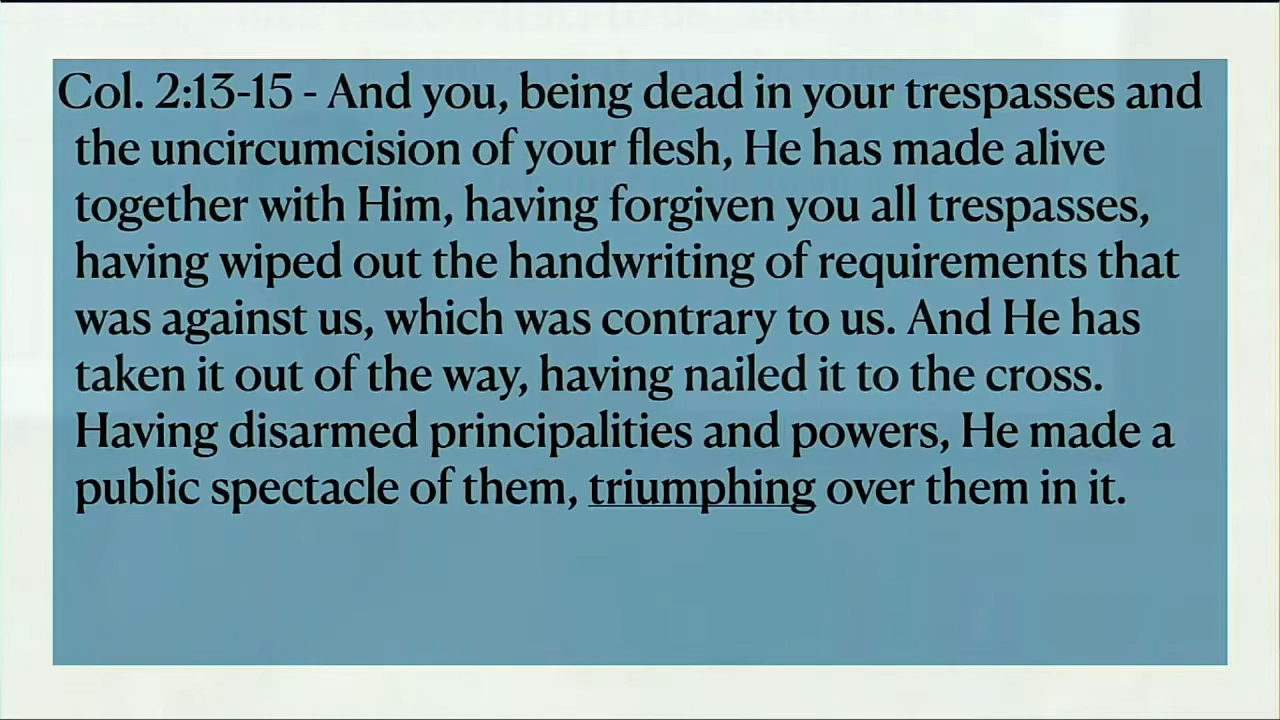 Col. 2:13-15 - And you, being dead in your trespasses and
the uncircumcision of your flesh, He has made alive
together with Him, having forgiven you all trespasses,
having wiped out the handwriting of requirements that
was against us, which was contrary to us. And He has
taken it out of the way, having nailed it to the cross.
Having disarmed principalities and powers, He made a
public spectacle of them, triumphing over them in it.